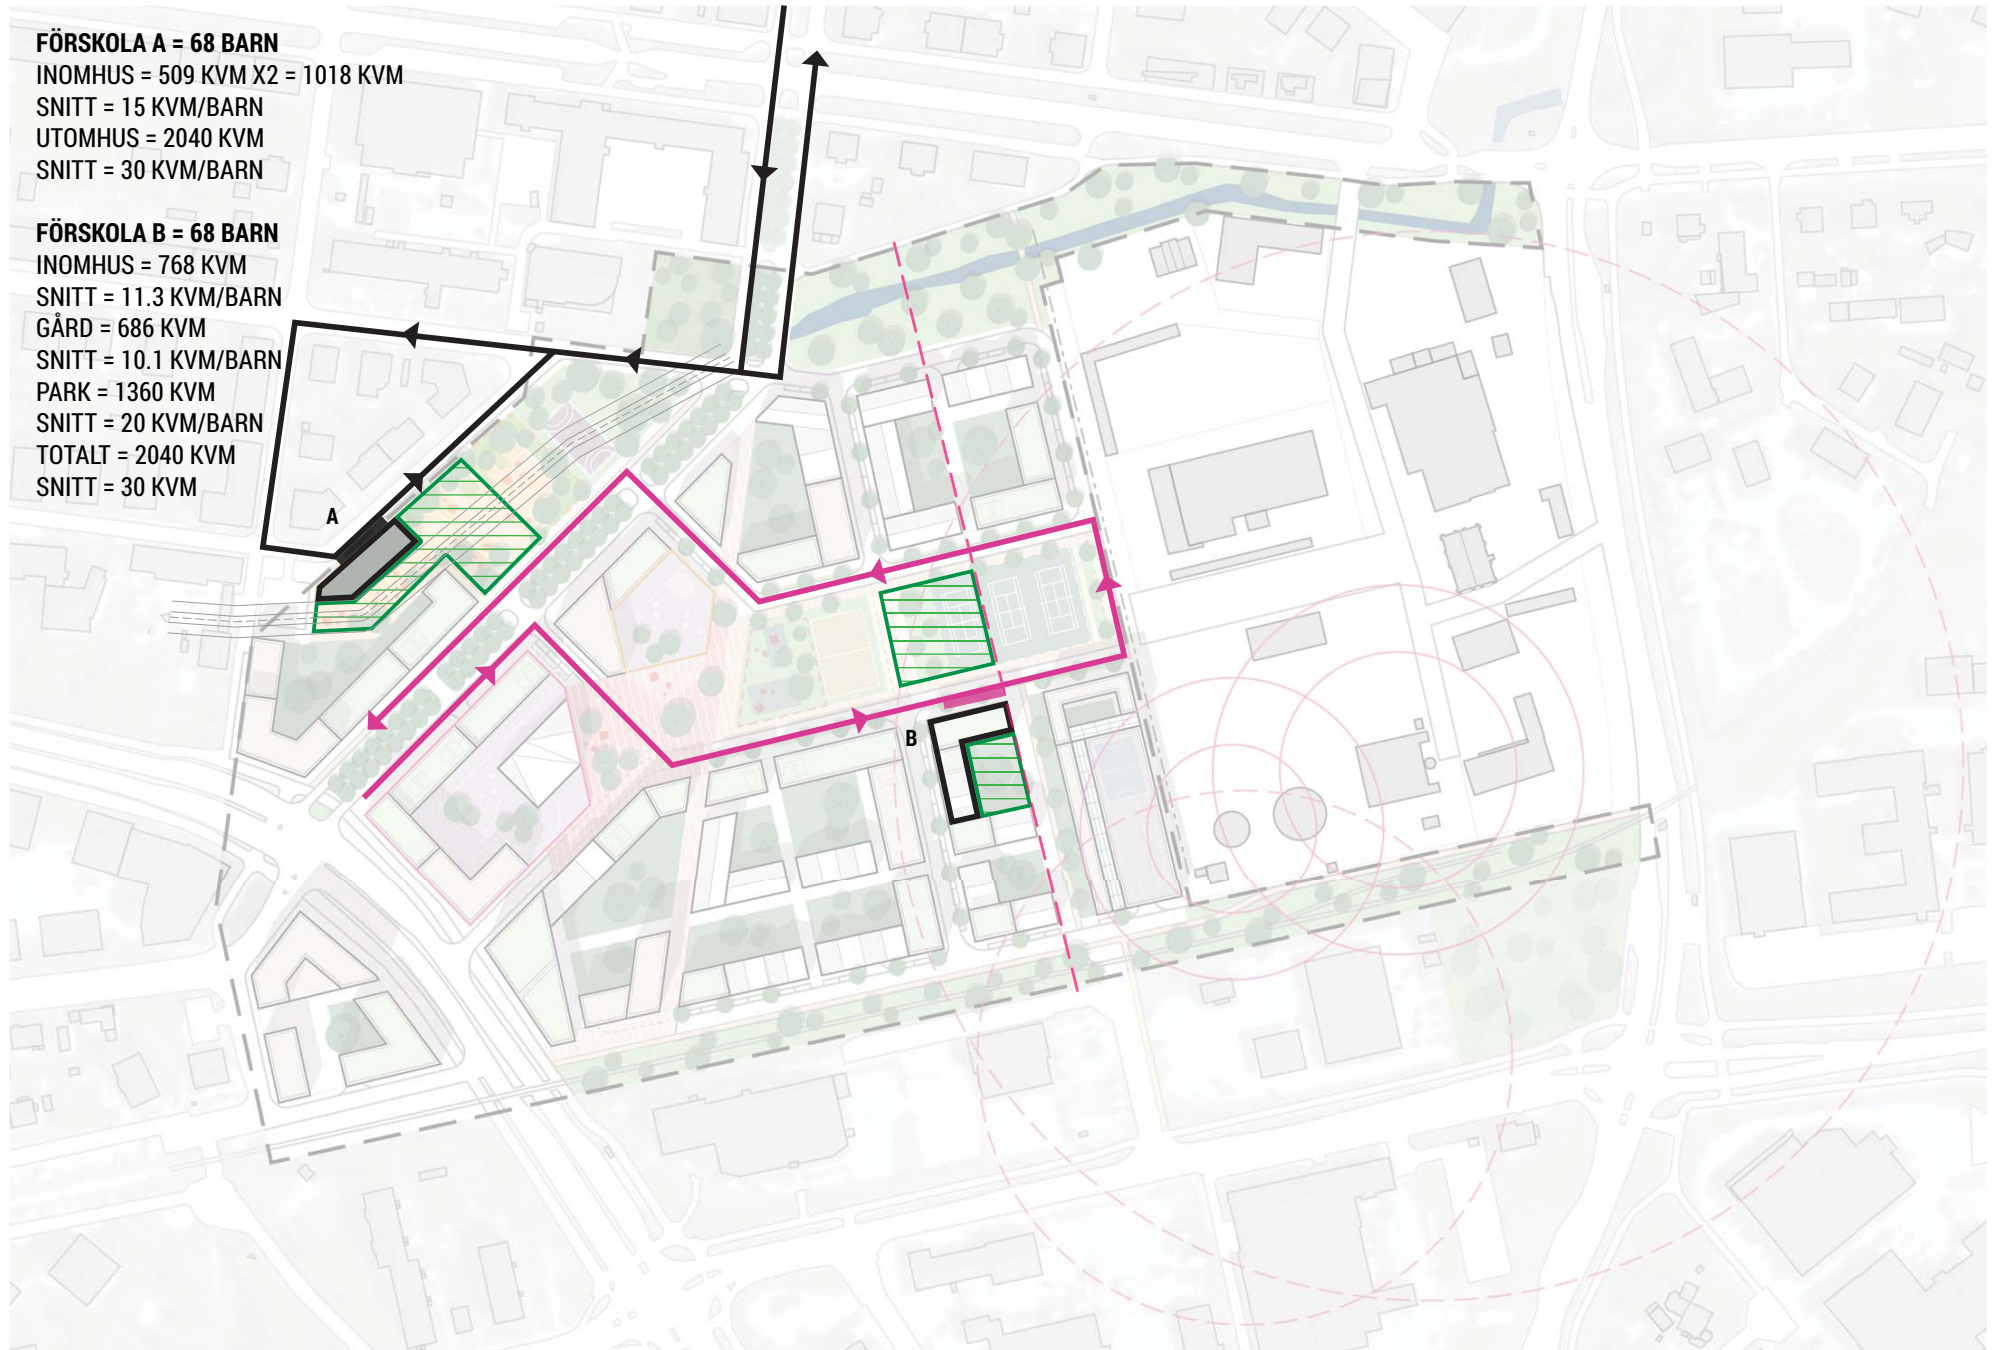 FÖRSKOLA A = 68 BARN
INOMHUS = 509 KVM X2 = 1018 KVM
SNITT = 15 KVM/BARN
UTOMHUS = 2040 KVM
SNITT = 30 KVM/BARN
FÖRSKOLA B = 68 BARN
INOMHUS = 768 KVM
SNITT = 11.3 KVM/BARN
GÅRD = 686 KVM
SNITT = 10.1 KVM/BARN
PARK = 1360 KVM
SNITT = 20 KVM/BARN
TOTALT = 2040 KVM
SNITT = 30 KVM
A
B